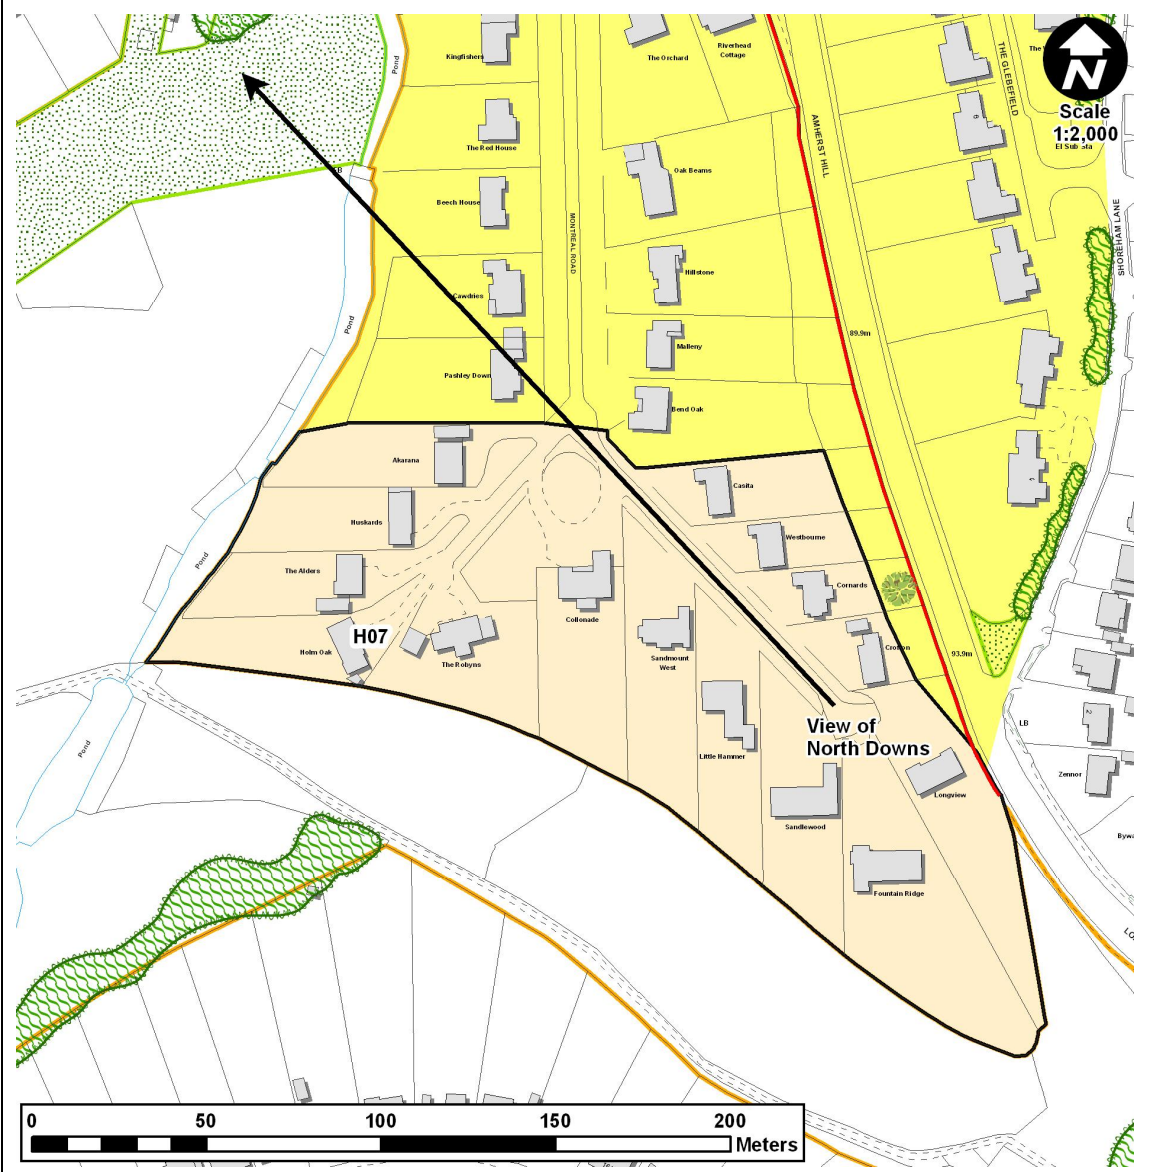 Kingfishers
The Orchard
Riverhead
Cottage
THE GLEBEFIELD
N
Scale
1:2,000
Pond
The Red House
AMHERST HILL
6
El Sub Sta
Oak Beams
Beech House
MONTREAL ROAD
SHOREHAM LANE
Hillstone
Cawdries
Pond
89.9m
Malleny
Pashley Down
Bend Oak
Akarana
Casita
Huskards
Westbourne
Pond
The Alders
Cornards
Collonade
H07
Holm Oak
The Robyns
Sandmount
West
Crofton
93.9m
View of
North Downs
LB
2
Pond
Little Hammer
Zennor
Longview
Sandlewood
Fountain Ridge
0 50 100 150 200
Meters